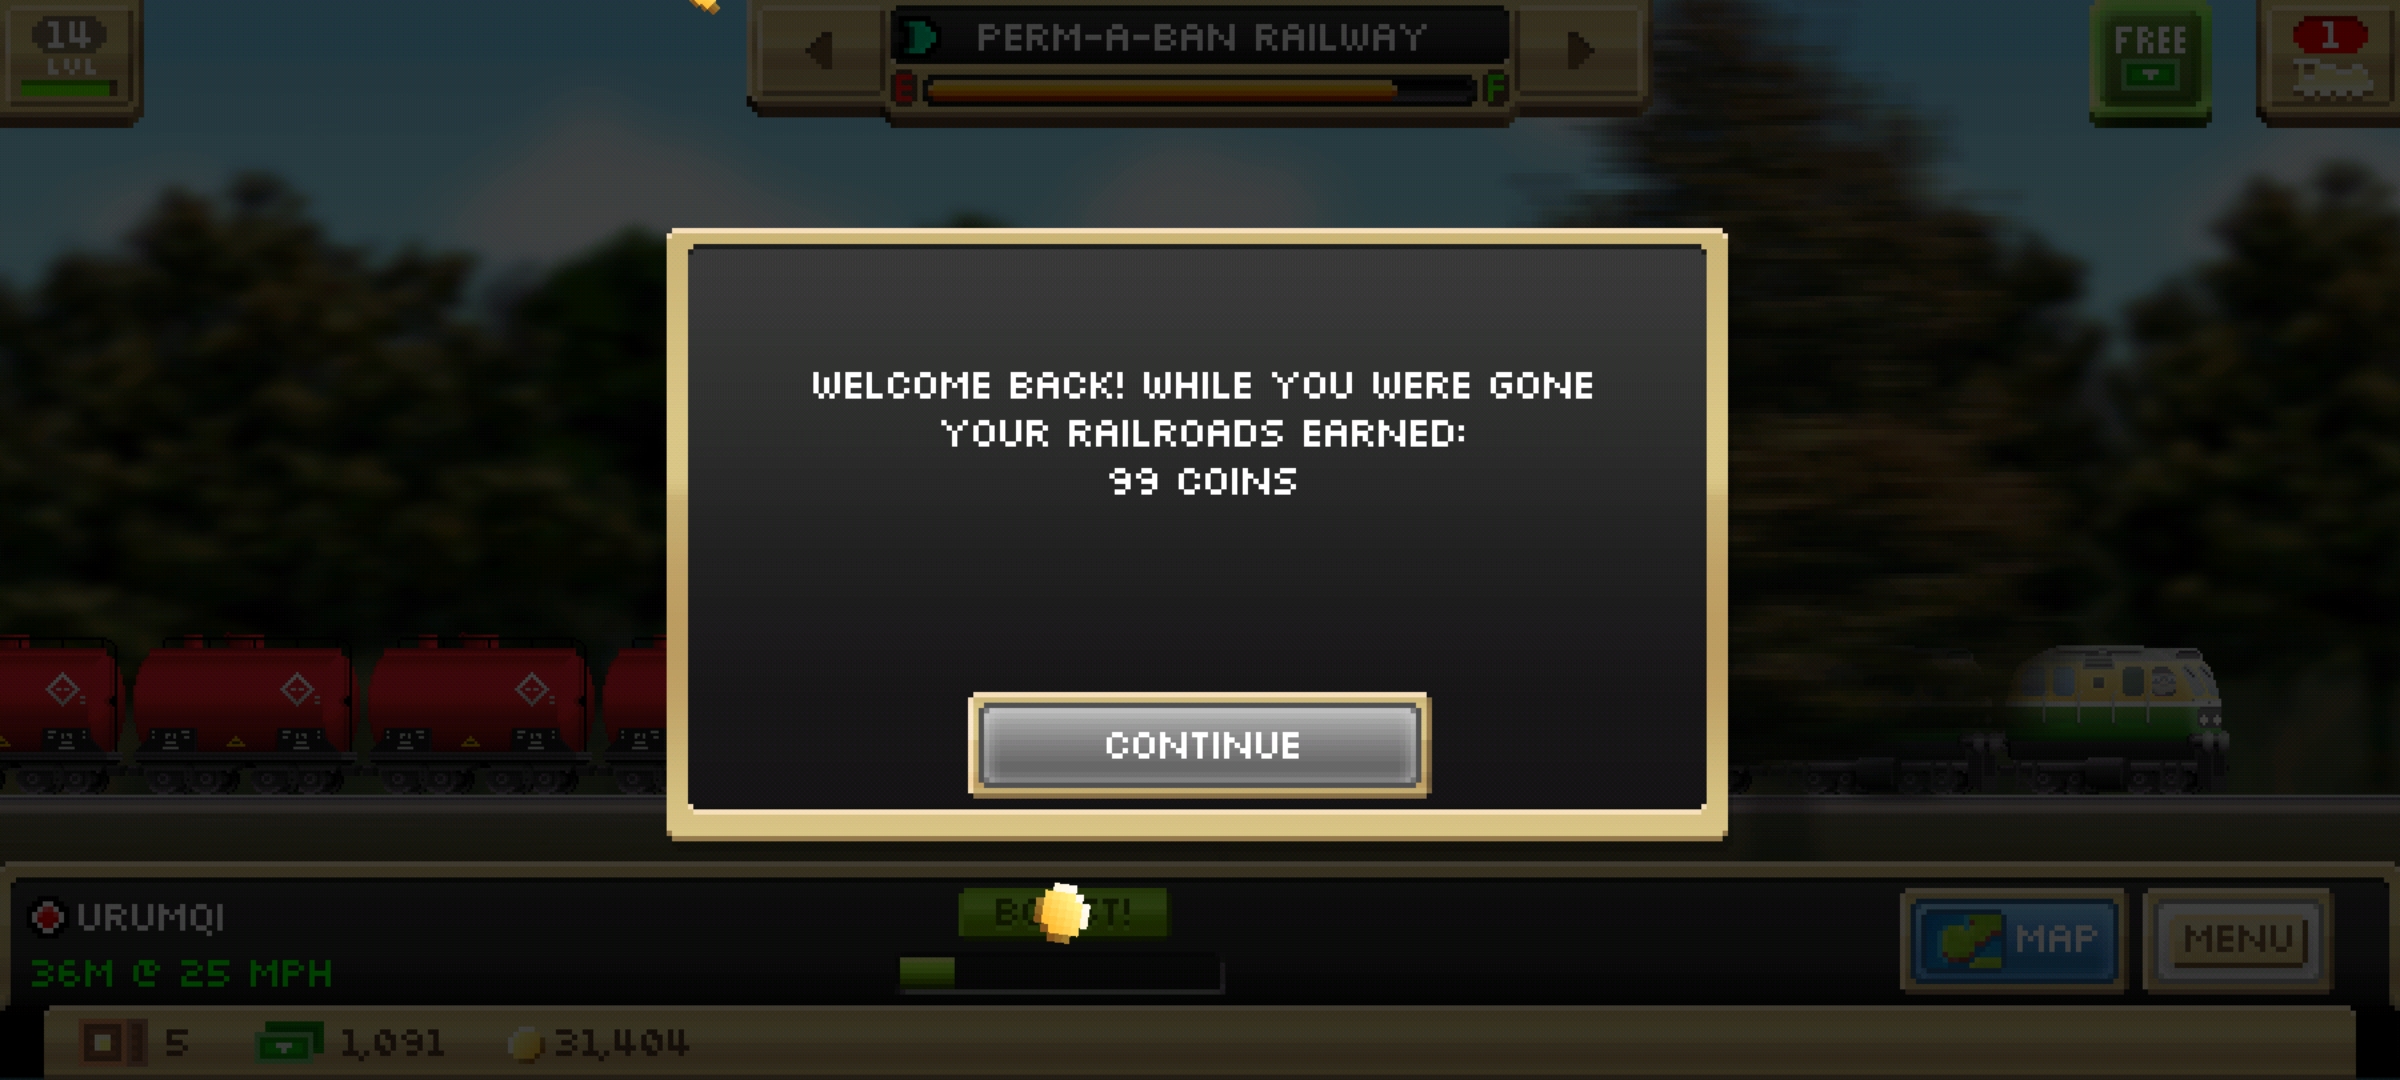 14
LVL
PERM-A-BAN RAILWAY
E
F
FREE
1
WELCOME BACK! WHILE YOU WERE GONE
YOUR RAILROADS EARNED:
99 COINS
CONTINUE
URUMQI
36M @ 25 MPH
MAP
MENU
5
1,091
31,404